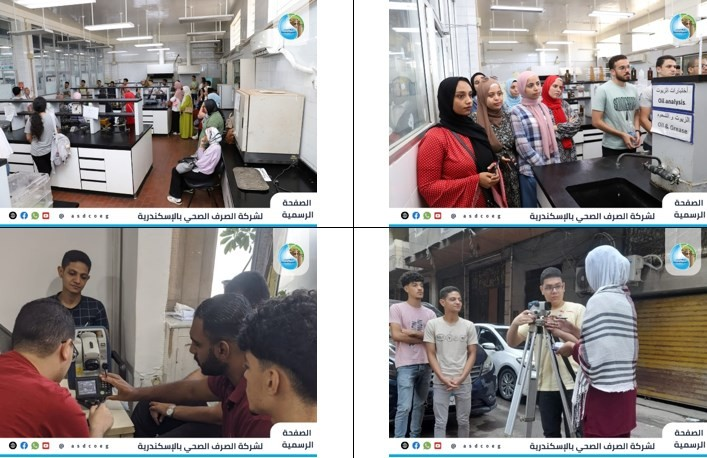 الصفحة الرسمية
لشركة الصرف الصحي بالإسكندرية
@ asdcoeg
إختبارات الزيوت
Oil analysis
الزيوت و الشحوم
Oil & Grease
الصفحة الرسمية
لشركة الصرف الصحي بالإسكندرية
@ asdcoeg
الصفحة الرسمية
لشركة الصرف الصحي بالإسكندرية
@ asdcoeg
الصفحة الرسمية
لشركة الصرف الصحي بالإسكندرية
@ asdcoeg